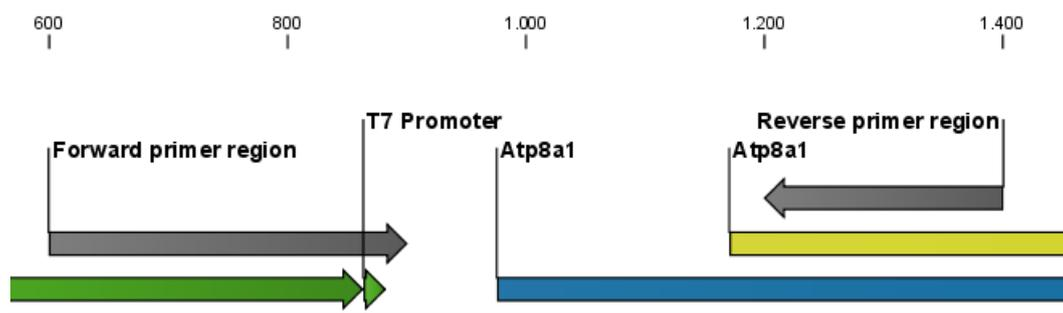 600 800 1.000 1.200 1.400
T7 Promoter Reverse primer region
Forward primer region Atp8a1 Atp8a1